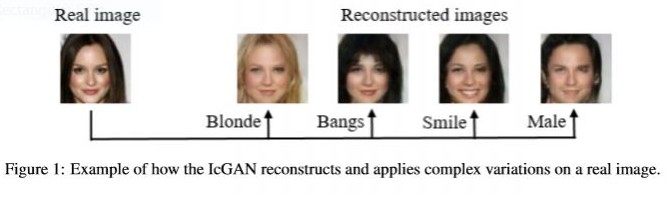 Real image Reconstructed images
Blonde Bangs Smile Male
Figure 1: Example of how the IcGAN reconstructs and applies complex variations on a real image.